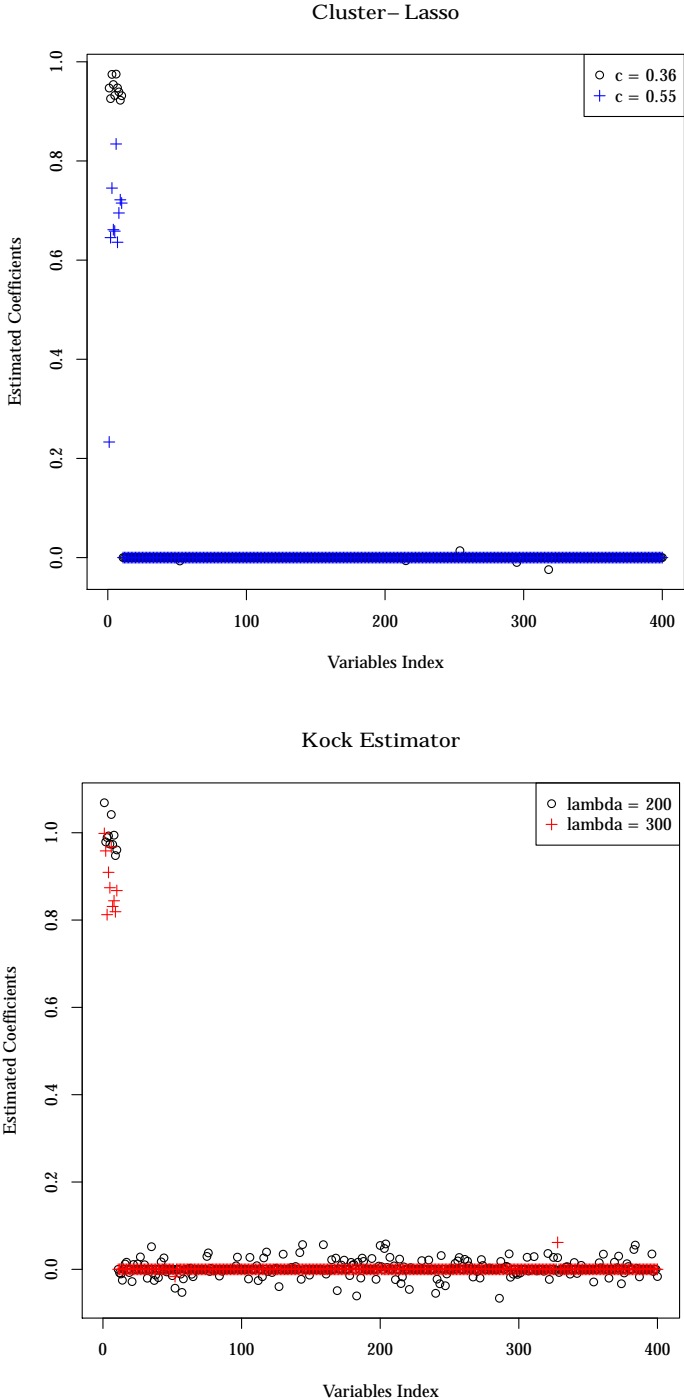 Cluster−Lasso
c = 0.36
c = 0.55
1.0
0.8
0.6
0.4
0.2
0.0
Estimated Coefficients
0 100 200 300 400
Variables Index
Kock Estimator
lambda = 200
lambda = 300
1.0
0.8
0.6
0.4
0.2
0.0
Estimated Coefficients
0 100 200 300 400
Variables Index